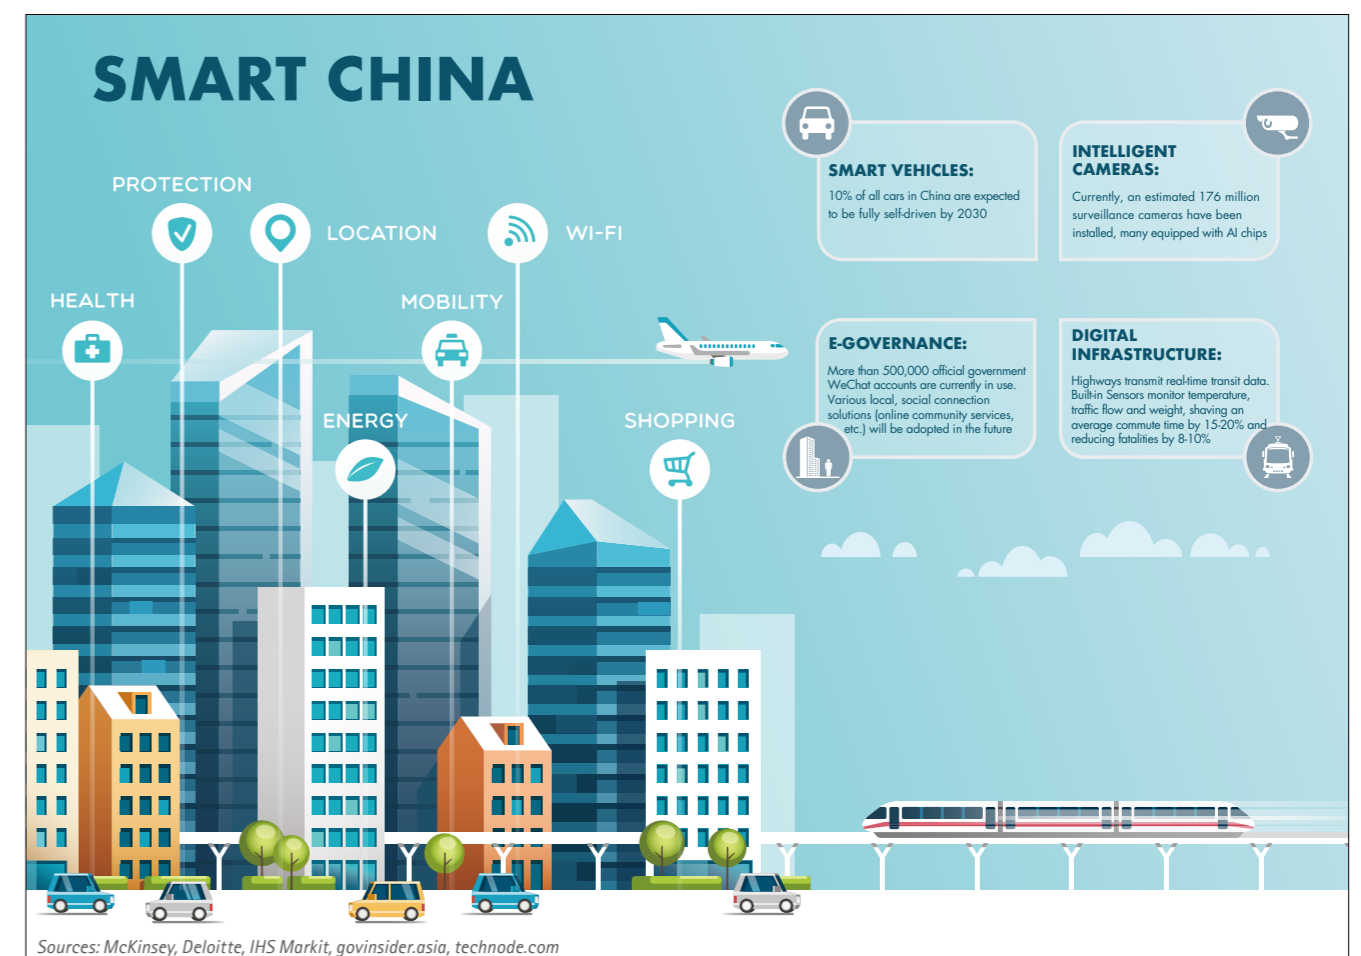 SMART CHINA
PROTECTION
LOCATION
WI-FI
HEALTH
MOBILITY
ENERGY
SHOPPING
SMART VEHICLES:
10% of all cars in China are expected
to be fully self-driven by 2030
INTELLIGENT
CAMERAS:
Currently, an estimated 176 million
surveillance cameras have been
installed, many equipped with AI chips
E-GOVERNANCE:
More than 500,000 official government
WeChat accounts are currently in use.
Various local, social connection
solutions (online community services,
etc.) will be adopted in the future
DIGITAL
INFRASTRUCTURE:
Highways transmit real-time transit data.
Built-in Sensors monitor temperature,
traffic flow and weight, shaving an
average commute time by 15-20% and
reducing fatalities by 8-10%
Sources: McKinsey, Deloitte, IHS Markit, govinsider.asia, technode.com